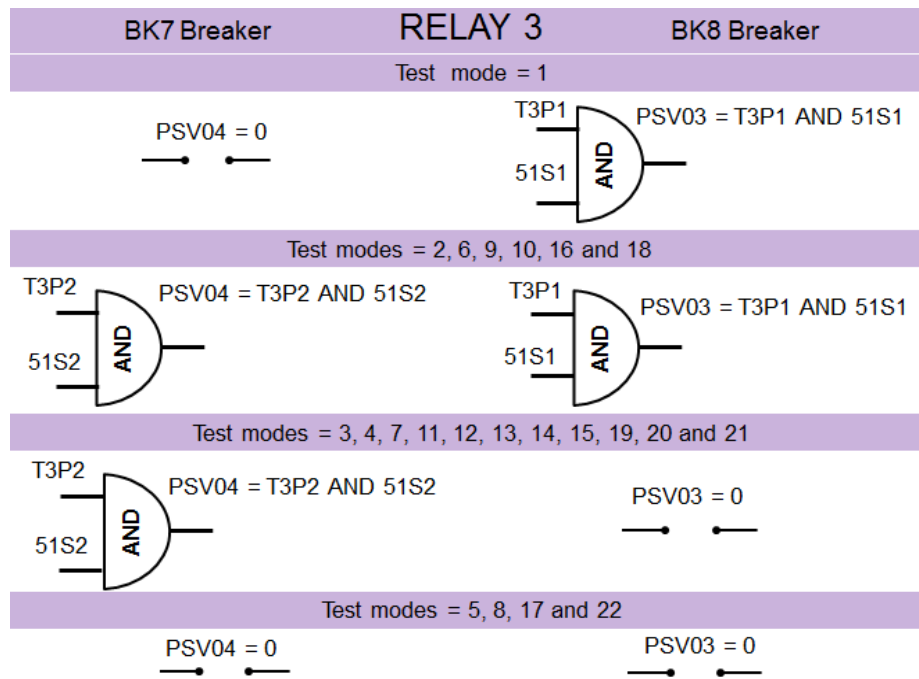 BK7 Breaker RELAY 3 BK8 Breaker
Test mode = 1
PSV04 = 0
T3P1
51S1
AND
PSV03 = T3P1 AND 51S1
Test modes = 2, 6, 9, 10, 16 and 18
T3P2
51S2
AND
PSV04 = T3P2 AND 51S2
T3P1
51S1
AND
PSV03 = T3P1 AND 51S1
Test modes = 3, 4, 7, 11, 12, 13, 14, 15, 19, 20 and 21
T3P2
51S2
AND
PSV04 = T3P2 AND 51S2
PSV03 = 0
Test modes = 5, 8, 17 and 22
PSV04 = 0
PSV03 = 0